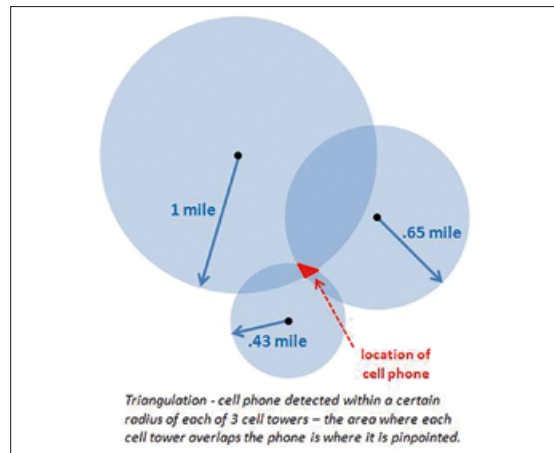 1 mile
.65 mile
.43 mile
location of
cell phone
Triangulation - cell phone detected within a certain
radius of each of 3 cell towers – the area where each
cell tower overlaps the phone is where it is pinpointed.